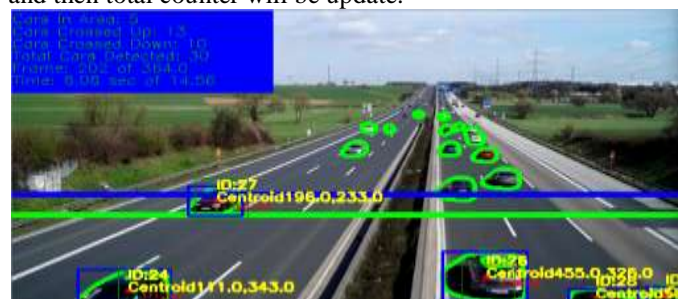 and then total counter will be update.
Cars in Area: 5
Cars Crossed Up: 13
Cars Crossed Down: 10
Total Cars Detected: 30
Frame: 202 of 364.0
Time: 8.08 sec of 14.56
ID:27
Centroid196.0,233.0
ID:26
Centroid455.0,326.0
ID:24
Centroid111.0,343.0
ID:28